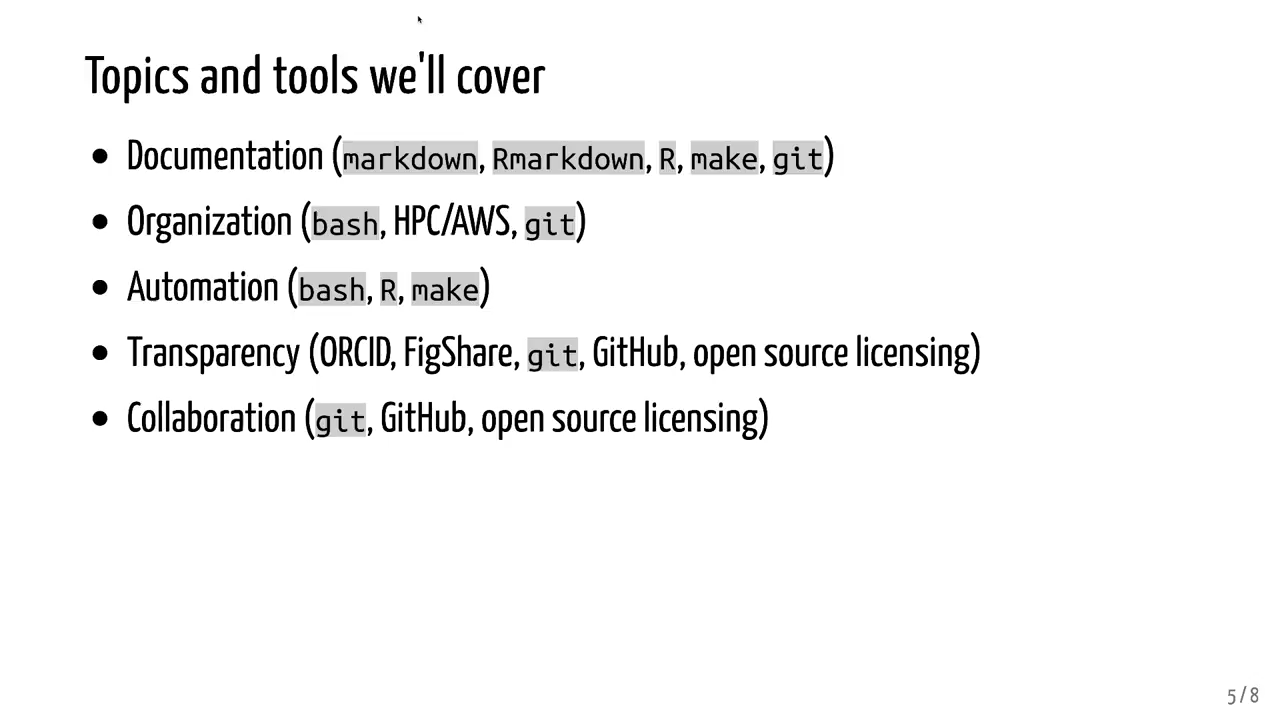 Topics and tools we'll cover
• Documentation (markdown, Rmarkdown, R, make, git)
• Organization (bash, HPC/AWS, git)
• Automation (bash, R, make)
• Transparency (ORCID, FigShare, git, GitHub, open source licensing)
• Collaboration (git, GitHub, open source licensing)
5 / 8